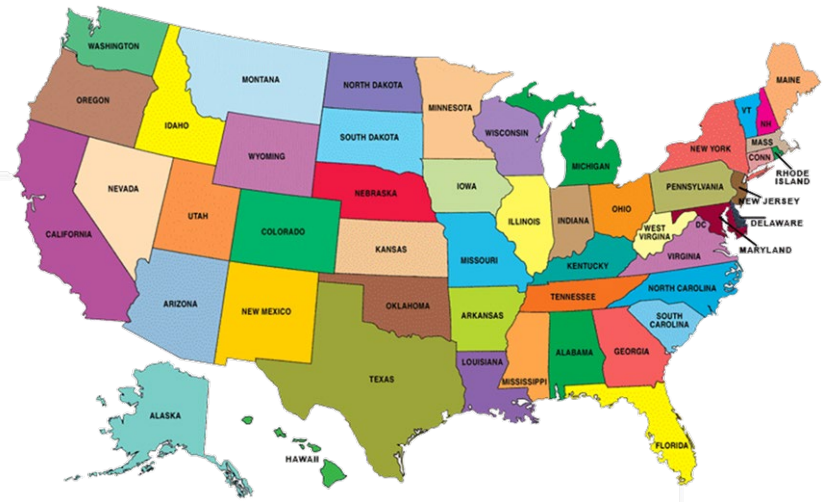 WASHINGTON
OREGON
IDAHO
MONTANA
NORTH DAKOTA
MINNESOTA
SOUTH DAKOTA
WYOMING
WISCONSIN
MICHIGAN
MAINE
VT
NH
MASS
CONN
RHODE
ISLAND
NEW YORK
PENNSYLVANIA
NEW JERSEY
DELAWARE
MARYLAND
DC
NEVADA
UTAH
CALIFORNIA
COLORADO
NEBRASKA
IOWA
KANSAS
ILLINOIS
INDIANA
OHIO
WEST
VIRGINA
VIRGINIA
MISSOURI
KENTUCKY
ARIZONA
NEW MEXICO
OKLAHOMA
ARKANSAS
TENNESSEE
NORTH CAROLINA
SOUTH
CAROLINA
TEXAS
LOUISIANA
MISSISSIPPI
ALABAMA
GEORGIA
FLORIDA
ALASKA
HAWAII